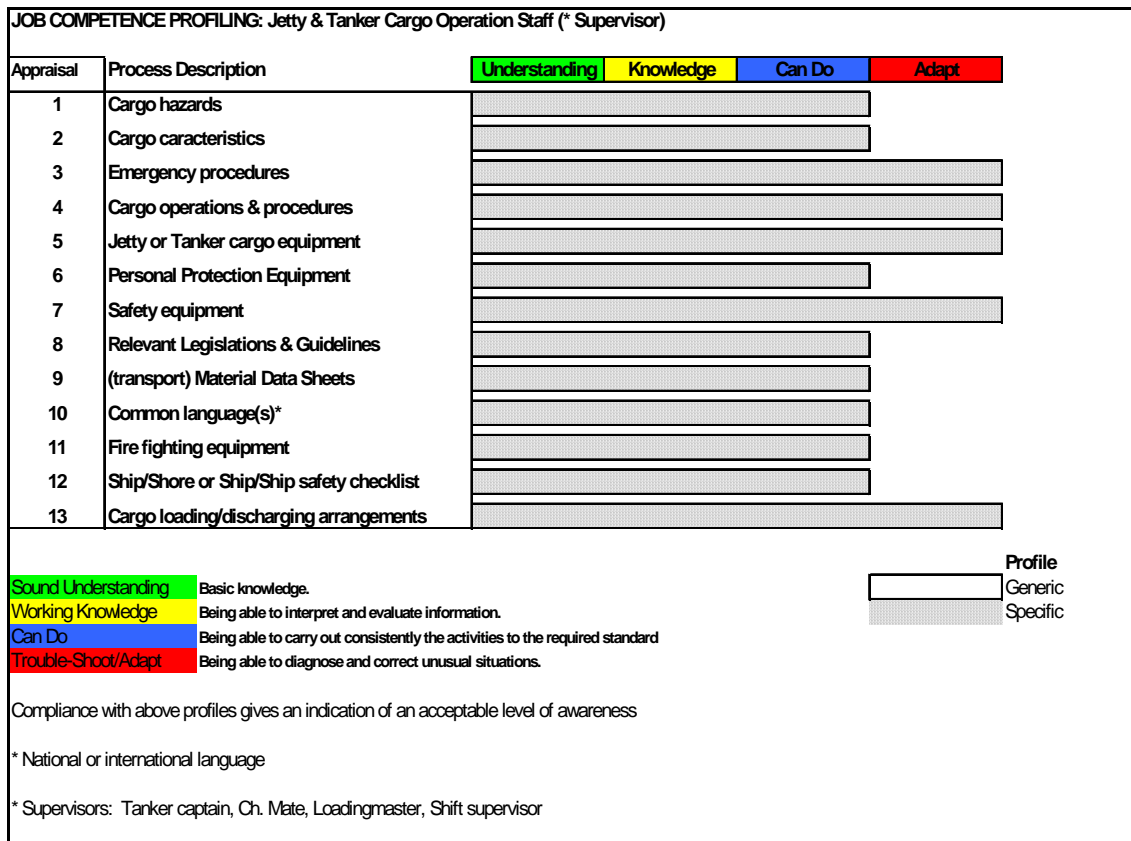 JOB COMPETENCE PROFILING: Jetty & Tanker Cargo Operation Staff (* Supervisor)
Appraisal Process Description Understanding Knowledge Can Do Adapt
1 Cargo hazards
2 Cargo caracteristics
3 Emergency procedures
4 Cargo operations & procedures
5 Jetty or Tanker cargo equipment
6 Personal Protection Equipment
7 Safety equipment
8 Relevant Legislations & Guidelines
9 (transport) Material Data Sheets
10 Common language(s)*
11 Fire fighting equipment
12 Ship/Shore or Ship/Ship safety checklist
13 Cargo loading/discharging arrangements
Profile
Sound Understanding Basic knowledge. Generic
Working Knowledge Being able to interpret and evaluate information. Specific
Can Do Being able to carry out consistently the activities to the required standard
Trouble-Shoot/Adapt Being able to diagnose and correct unusual situations.
Compliance with above profiles gives an indication of an acceptable level of awareness
* National or international language
* Supervisors: Tanker captain, Ch. Mate, Loadingmaster, Shift supervisor